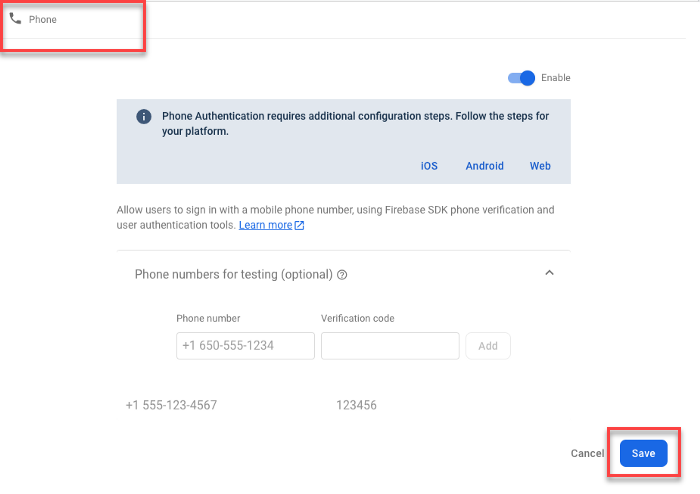 Phone
Enable
Phone Authentication requires additional configuration steps. Follow the steps for
your platform.
iOS Android Web
Allow users to sign in with a mobile phone number, using Firebase SDK phone verification and
user authentication tools. Learn more
Phone numbers for testing (optional)
Phone number Verification code
+1 650-555-1234 Add
+1 555-123-4567 123456
Cancel Save